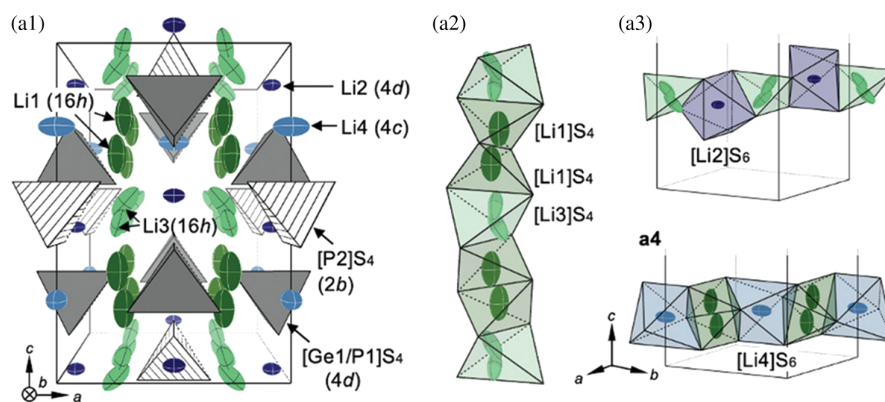 (a1)
(a2)
(a3)
Li1 (16h)
Li2 (4d)
Li4 (4c)
Li3(16h)
[P2]S4
(2b)
[Ge1/P1]S4
(4d)
c
b
a
[Li1]S4
[Li1]S4
[Li3]S4
[Li2]S6
a4
[Li4]S6
c
a
b